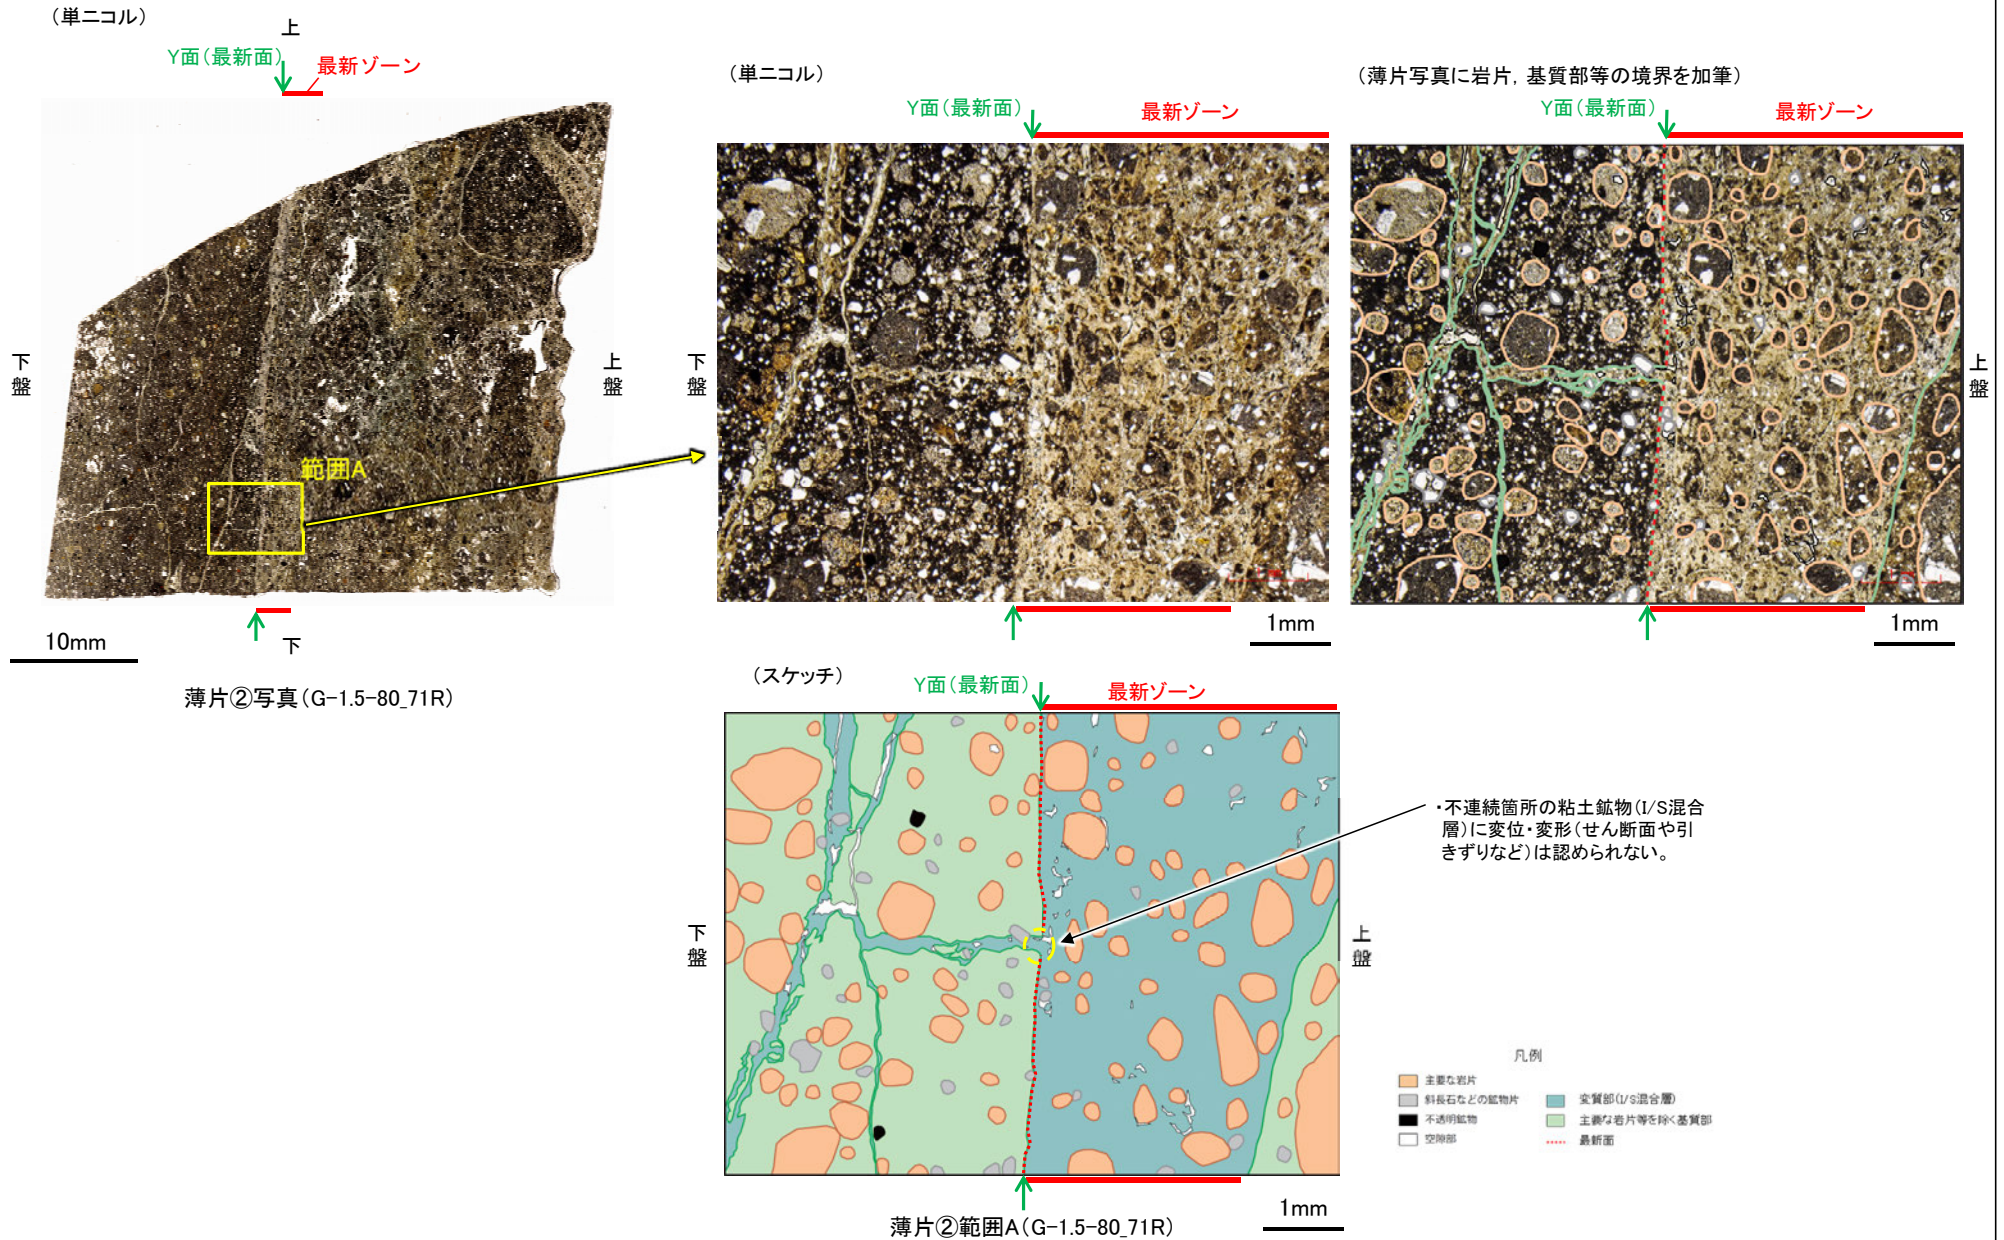 （単ニコル）
上
Y面（最新面）
最新ゾーン
下盤
上盤
範囲A
10mm
下
薄片②写真（G-1.5-80_71R）
（単ニコル）
Y面（最新面）
最新ゾーン
下盤
1mm
（薄片写真に岩片，基質部等の境界を加筆）
Y面（最新面）
最新ゾーン
上盤
1mm
（スケッチ）
Y面（最新面）
最新ゾーン
下盤
上盤
・不連続箇所の粘土鉱物（I/S混合
層）に変位・変形（せん断面や引
きずりなど）は認められない。
1mm
薄片②範囲A（G-1.5-80_71R）
凡例
主要な岩片
斜長石などの鉱物片
不透明鉱物
空隙部
変質部（I/S混合層）
主要な岩片等を除く基質部
最新面